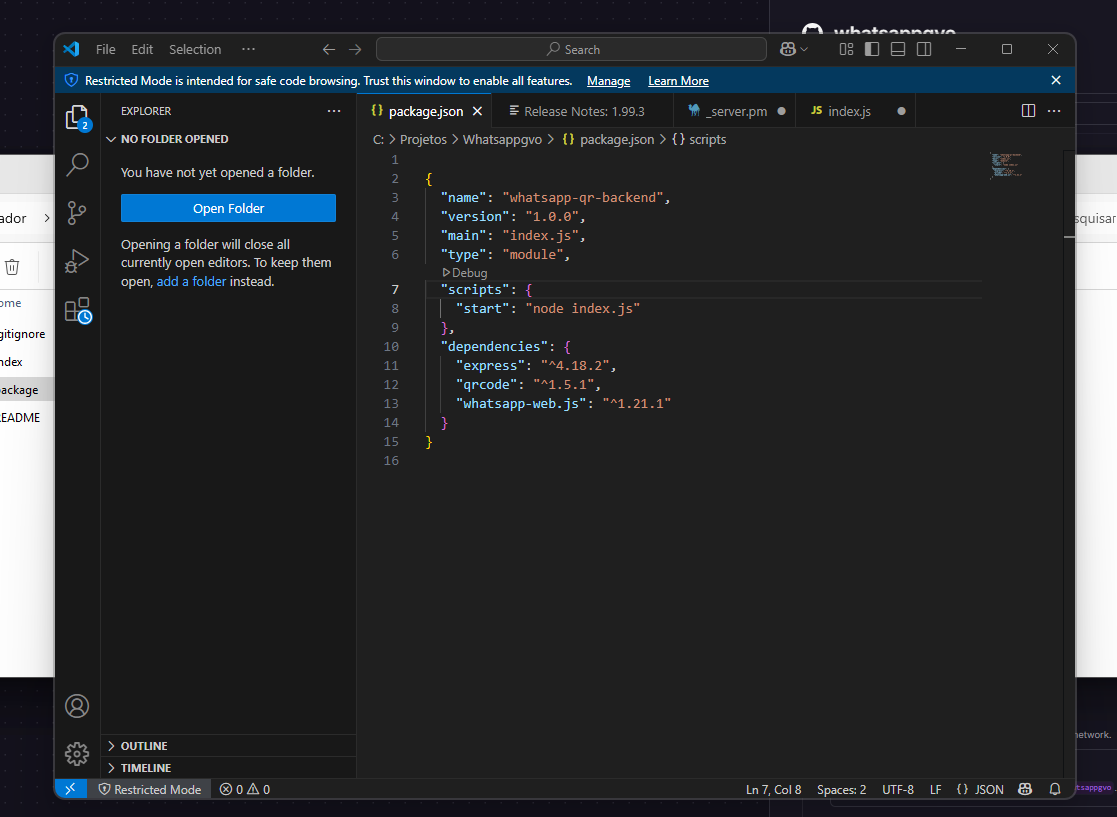 whatsappgvo
File Edit Selection ··· Search
Restricted Mode is intended for safe code browsing. Trust this window to enable all features. Manage Learn More
EXPLORER ···
2
NO FOLDER OPENED
You have not yet opened a folder.
Open Folder
Opening a folder will close all
currently open editors. To keep them
open, add a folder instead.
OUTLINE
TIMELINE
{} package.json Release Notes: 1.99.3 _server.pm JS index.js
C: > Projetos > Whatsappgvo > {} package.json > {} scripts
1
2 {
3 "name": "whatsapp-qr-backend",
4 "version": "1.0.0",
5 "main": "index.js",
6 "type": "module",
Debug
7 "scripts": {
8 "start": "node index.js"
9 },
10 "dependencies": {
11 "express": "^4.18.2",
12 "qrcode": "^1.5.1",
13 "whatsapp-web.js": "^1.21.1"
14 }
15 }
16
Restricted Mode 0 0 Ln 7, Col 8 Spaces: 2 UTF-8 LF {} JSON
ador >
ome
gitignore
ndex
ackage
EADME
squisar
network.
tsappgvo